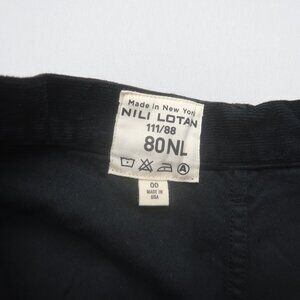 Made in New York
NILI LOTAN
111/88
80NL
A
00
MADE IN
USA